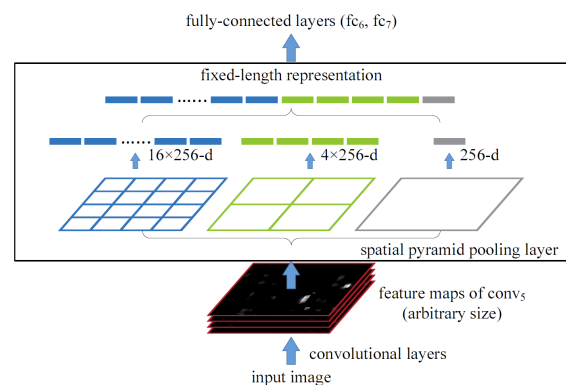 fully-connected layers (fc6, fc7)
fixed-length representation
......
......
16×256-d
4×256-d
256-d
spatial pyramid pooling layer
feature maps of conv5
(arbitrary size)
convolutional layers
input image